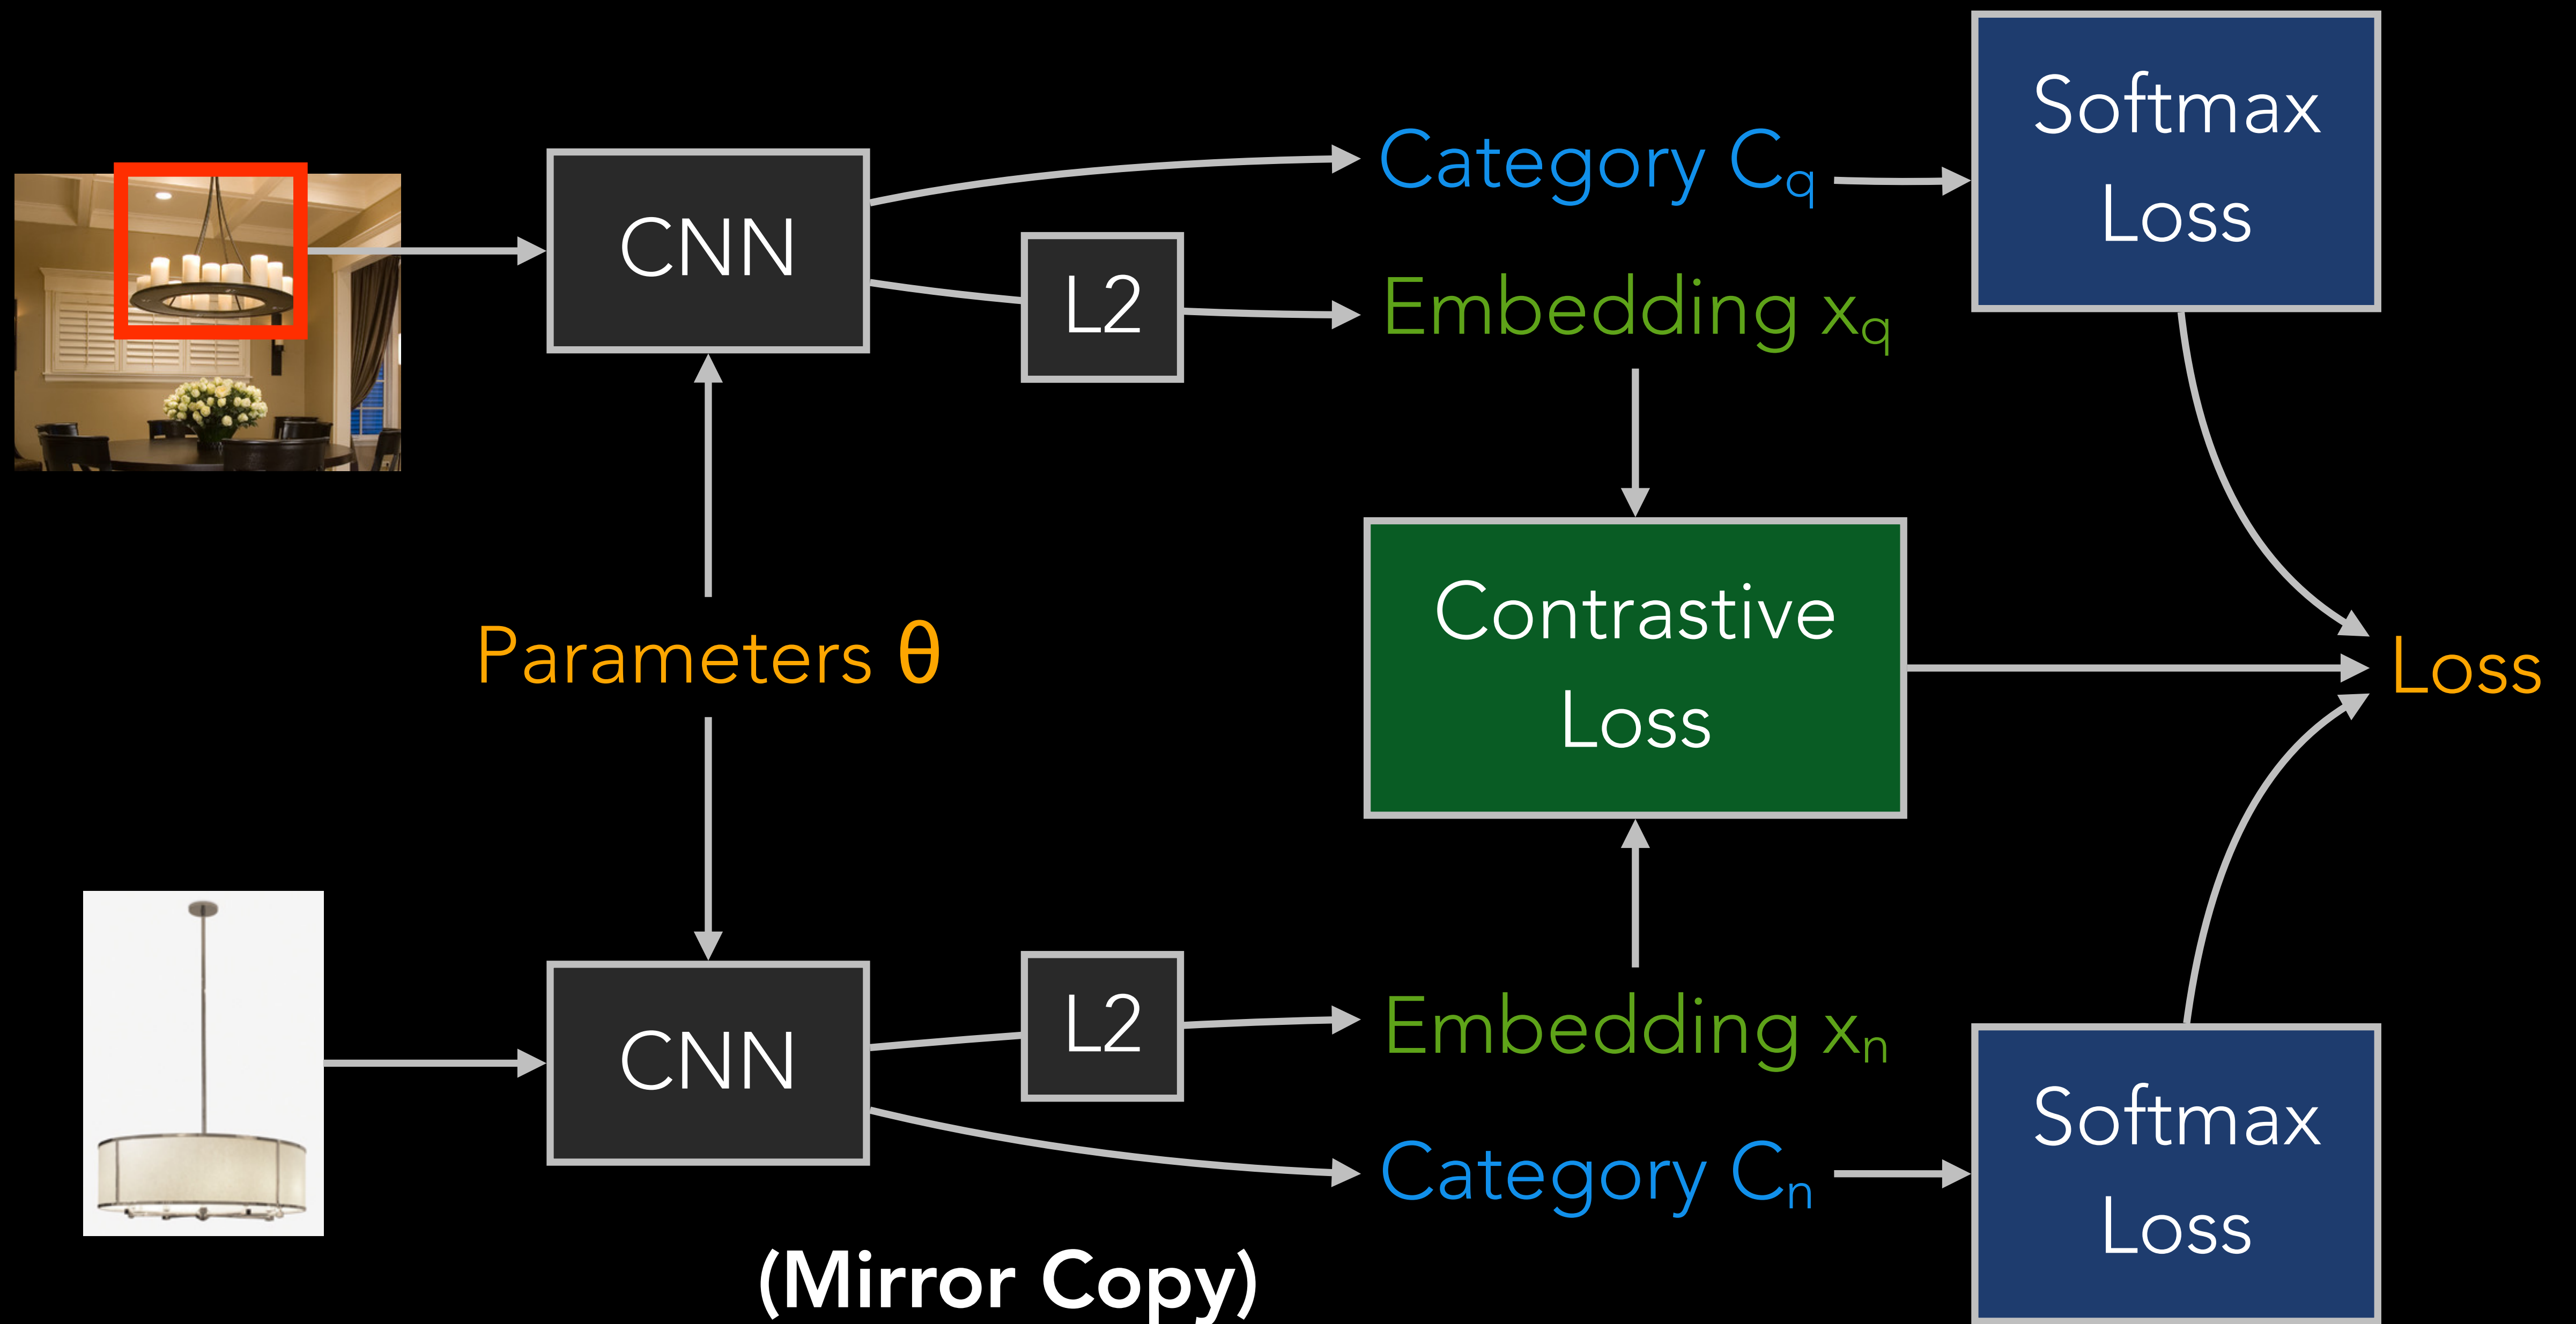 Softmax
Loss
Category Cq
CNN
L2
Embedding xq
Contrastive
Loss
Parameters θ
Loss
L2
Embedding xn
CNN
Softmax
Loss
Category Cn
(Mirror Copy)